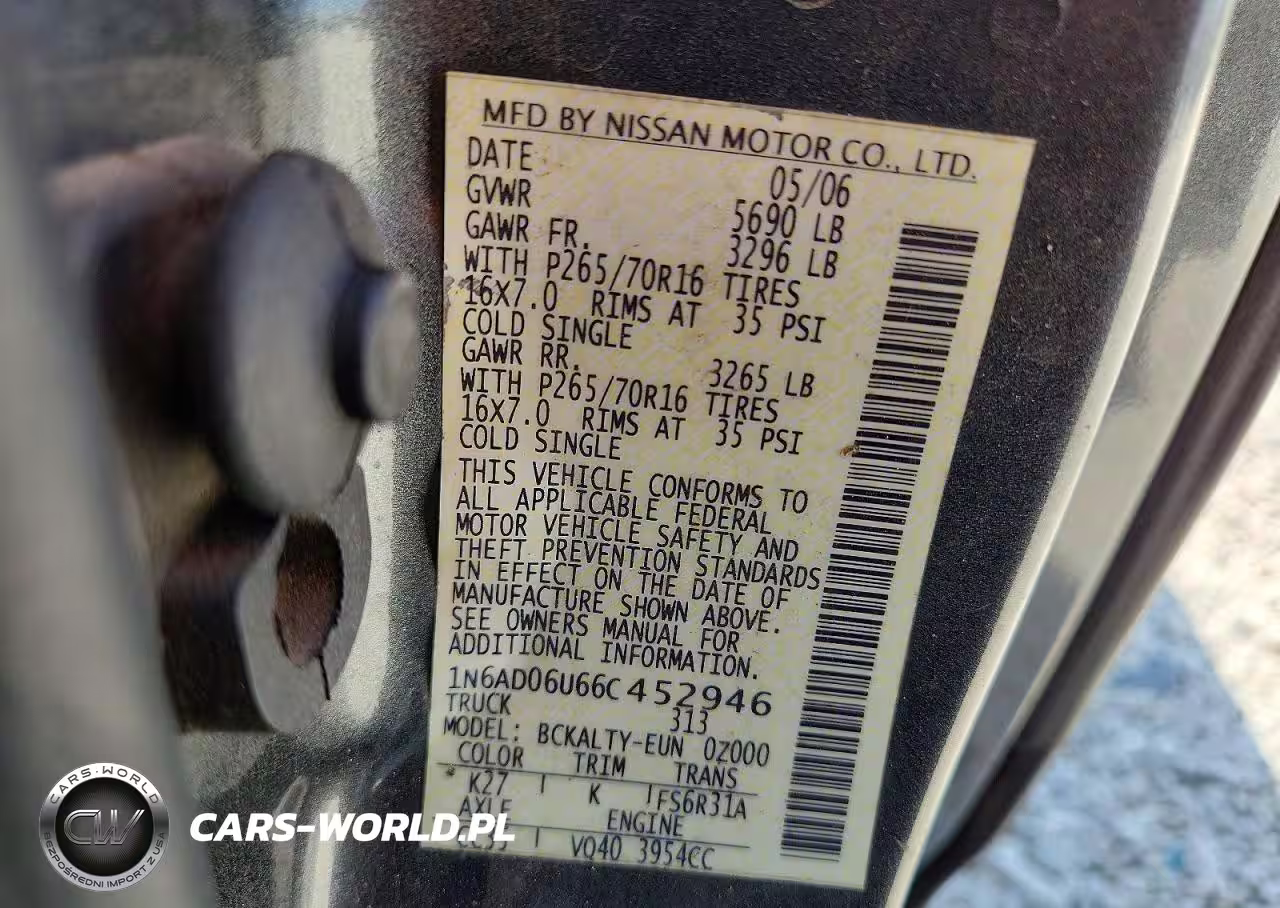 MFD BY NISSAN MOTOR CO., LTD.
DATE 05/06
GVWR 5690 LB
GAWR FR. 3296 LB
WITH P265/70R16 TIRES
16X7.0 RIMS AT 35 PSI
COLD SINGLE
GAWR RR. 3265 LB
WITH P265/70R16 TIRES
16X7.0 RIMS AT 35 PSI
COLD SINGLE
THIS VEHICLE CONFORMS TO
ALL APPLICABLE FEDERAL
MOTOR VEHICLE SAFETY AND
THEFT PREVENTION STANDARDS
IN EFFECT ON THE DATE OF
MANUFACTURE SHOWN ABOVE.
SEE OWNERS MANUAL FOR
ADDITIONAL INFORMATION.
1N6AD06U66C452946
TRUCK 313
MODEL: BCKALTY-EUN 0Z000
COLOR TRIM TRANS
K27 K FS6R31A
AXLE ENGINE
VQ40 3954CC
CARS-WORLD
CW
BEZPOŚREDNI IMPORT Z USA
CARS-WORLD.PL